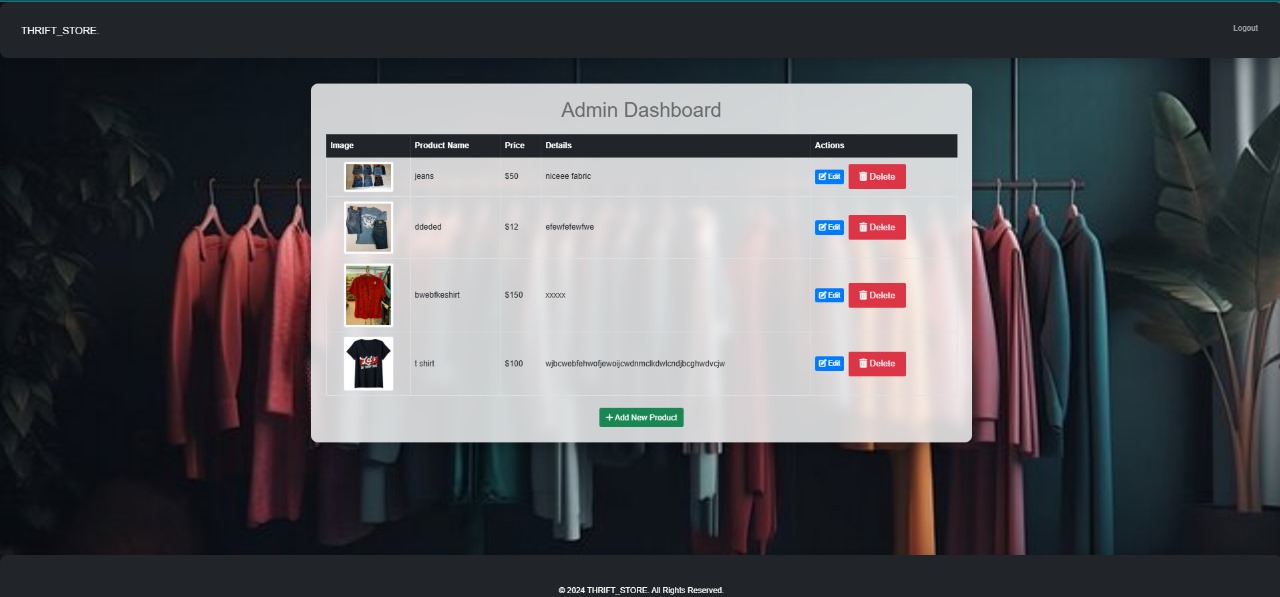 THRIFT_STORE.
Logout
Admin Dashboard
Image Product Name Price Details Actions
jeans $50 niceee fabric Edit Delete
ddeded $12 efewfefewfwe Edit Delete
bwebfkeshirt $150 xxxxx Edit Delete
t shirt $100 Edit Delete
+ Add New Product
© 2024 THRIFT_STORE. All Rights Reserved.